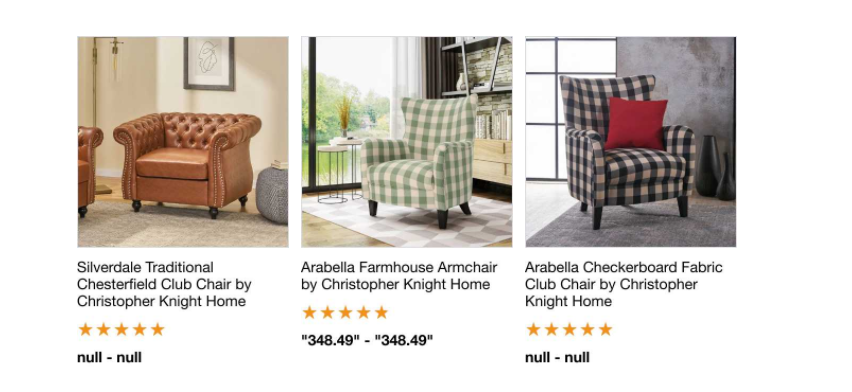 Silverdale Traditional
Chesterfield Club Chair by
Christopher Knight Home
null - null
Arabella Farmhouse Armchair
by Christopher Knight Home
"348.49" - "348.49"
Arabella Checkerboard Fabric
Club Chair by Christopher
Knight Home
null - null